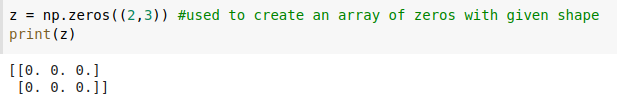 z = np.zeros((2,3)) #used to create an array of zeros with given shape
print(z)
[[0. 0. 0.]
 [0. 0. 0.]]